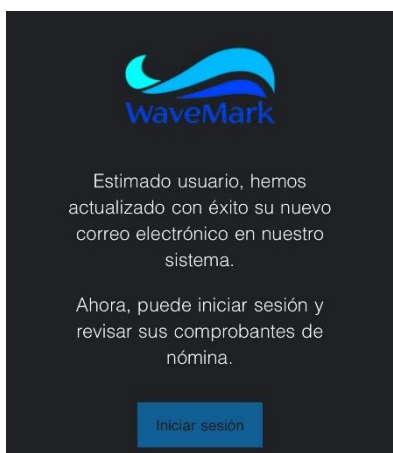 WaveMark
Estimado usuario, hemos
actualizado con éxito su nuevo
correo electrónico en nuestro
sistema.
Ahora, puede iniciar sesión y
revisar sus comprobantes de
nómina.
Iniciar sesión